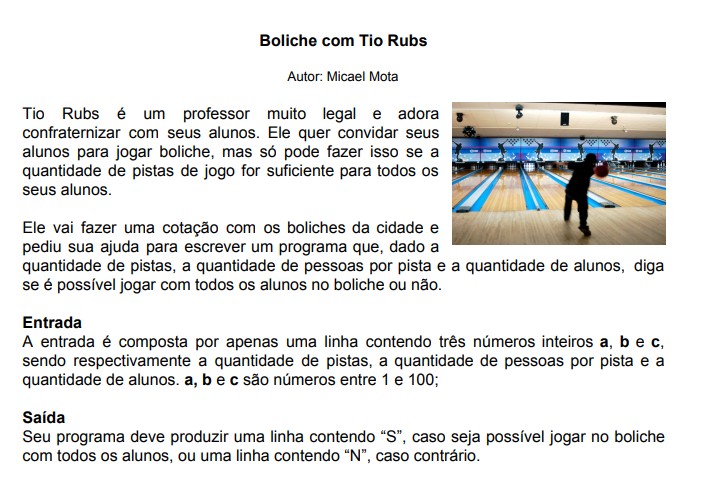 Boliche com Tio Rubs
Autor: Micael Mota
Tio Rubs é um professor muito legal e adora
confraternizar com seus alunos. Ele quer convidar seus
alunos para jogar boliche, mas só pode fazer isso se a
quantidade de pistas de jogo for suficiente para todos os
seus alunos.
Ele vai fazer uma cotação com os boliches da cidade e
pediu sua ajuda para escrever um programa que, dado a
quantidade de pistas, a quantidade de pessoas por pista e a quantidade de alunos, diga
se é possível jogar com todos os alunos no boliche ou não.
Entrada
A entrada é composta por apenas uma linha contendo três números inteiros a, b e c,
sendo respectivamente a quantidade de pistas, a quantidade de pessoas por pista e a
quantidade de alunos. a, b e c são números entre 1 e 100;
Saída
Seu programa deve produzir uma linha contendo “S”, caso seja possível jogar no boliche
com todos os alunos, ou uma linha contendo “N”, caso contrário.